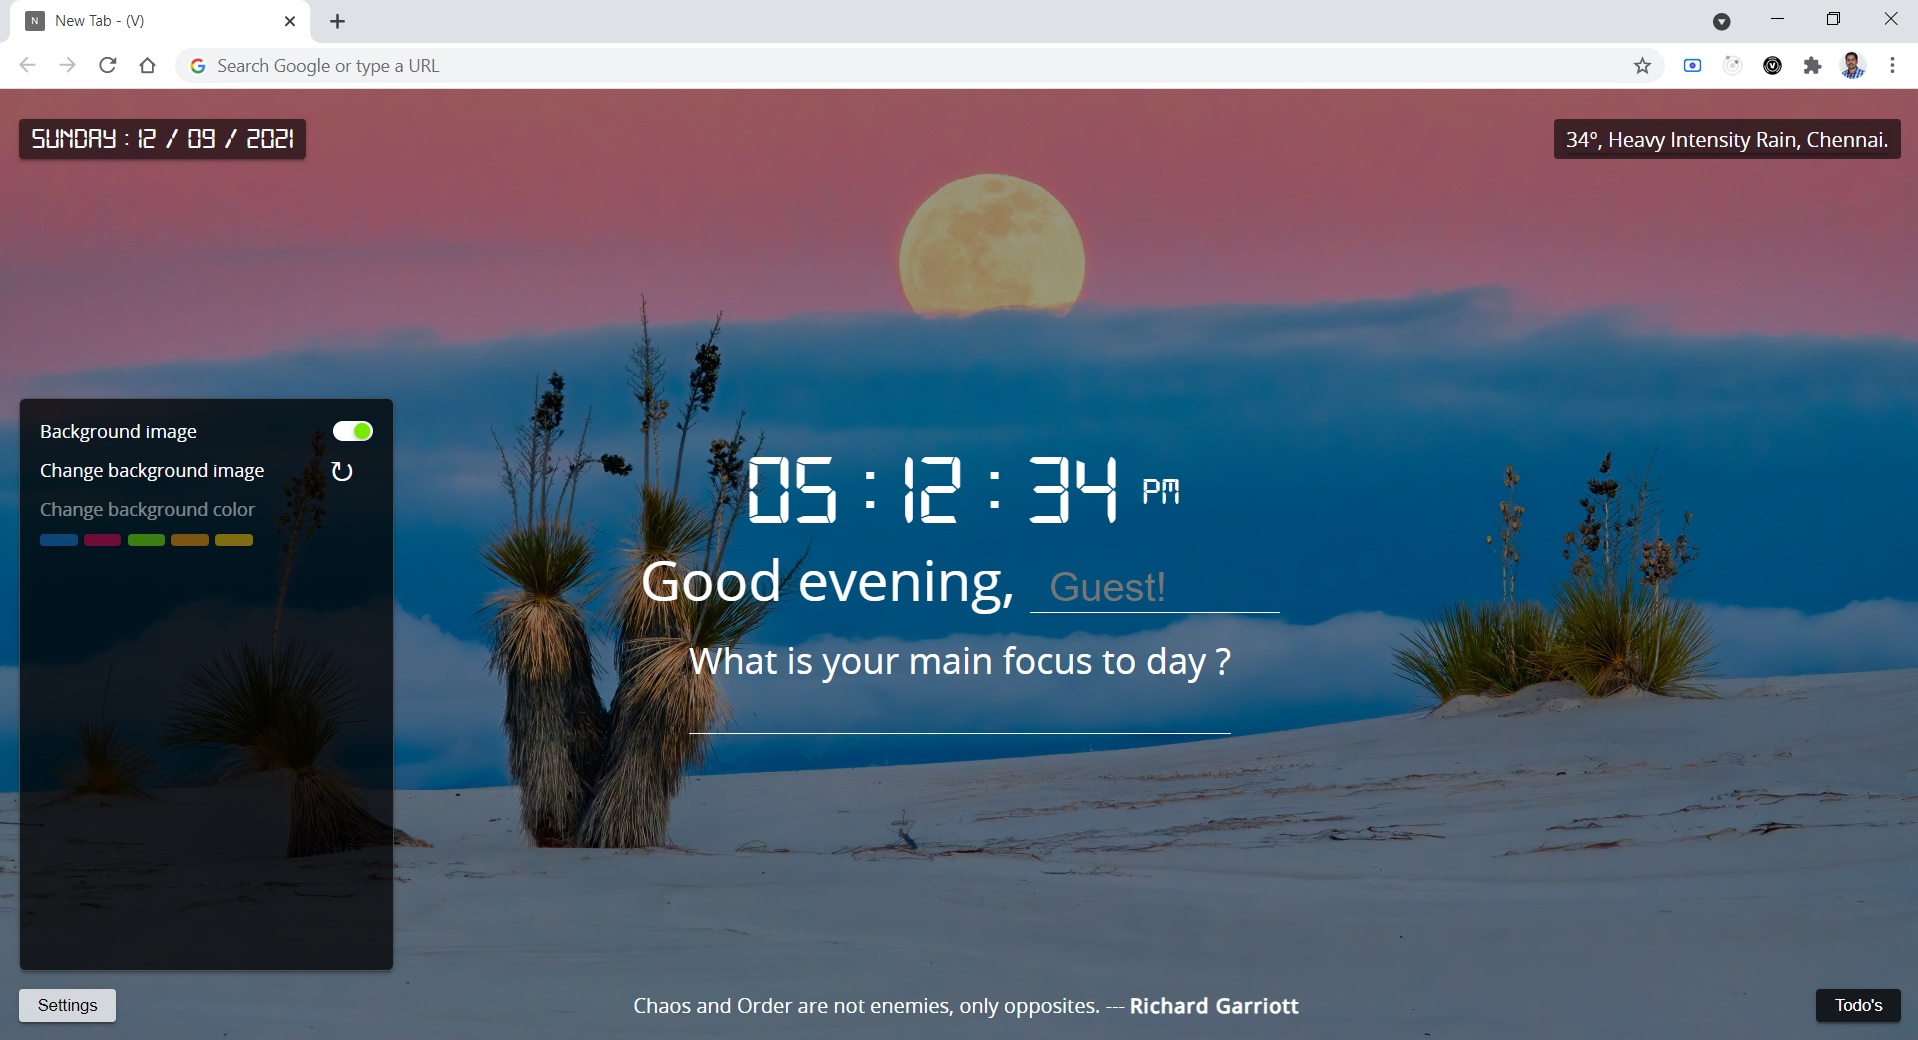 N New Tab - (V)
Search Google or type a URL
SUNDAY : 12 / 09 / 2021
34°, Heavy Intensity Rain, Chennai.
Background image
Change background image
Change background color
05 : 12 : 34 PM
Good evening, Guest!
What is your main focus to day ?
Settings
Chaos and Order are not enemies, only opposites. --- Richard Garriott
Todo's